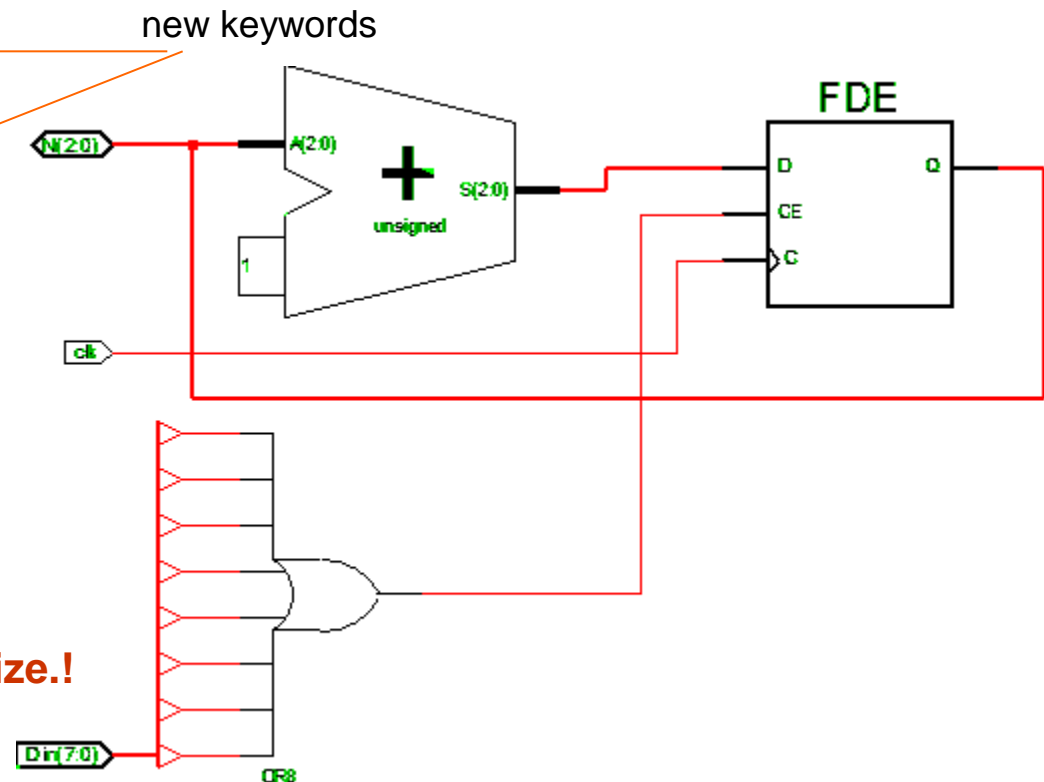 new keywords
FDE
N(2:0)
A(2:0)
D
Q
S(2:0)
CE
unsigned
C
1
clk
ize.!
Din(7:0)
OR8